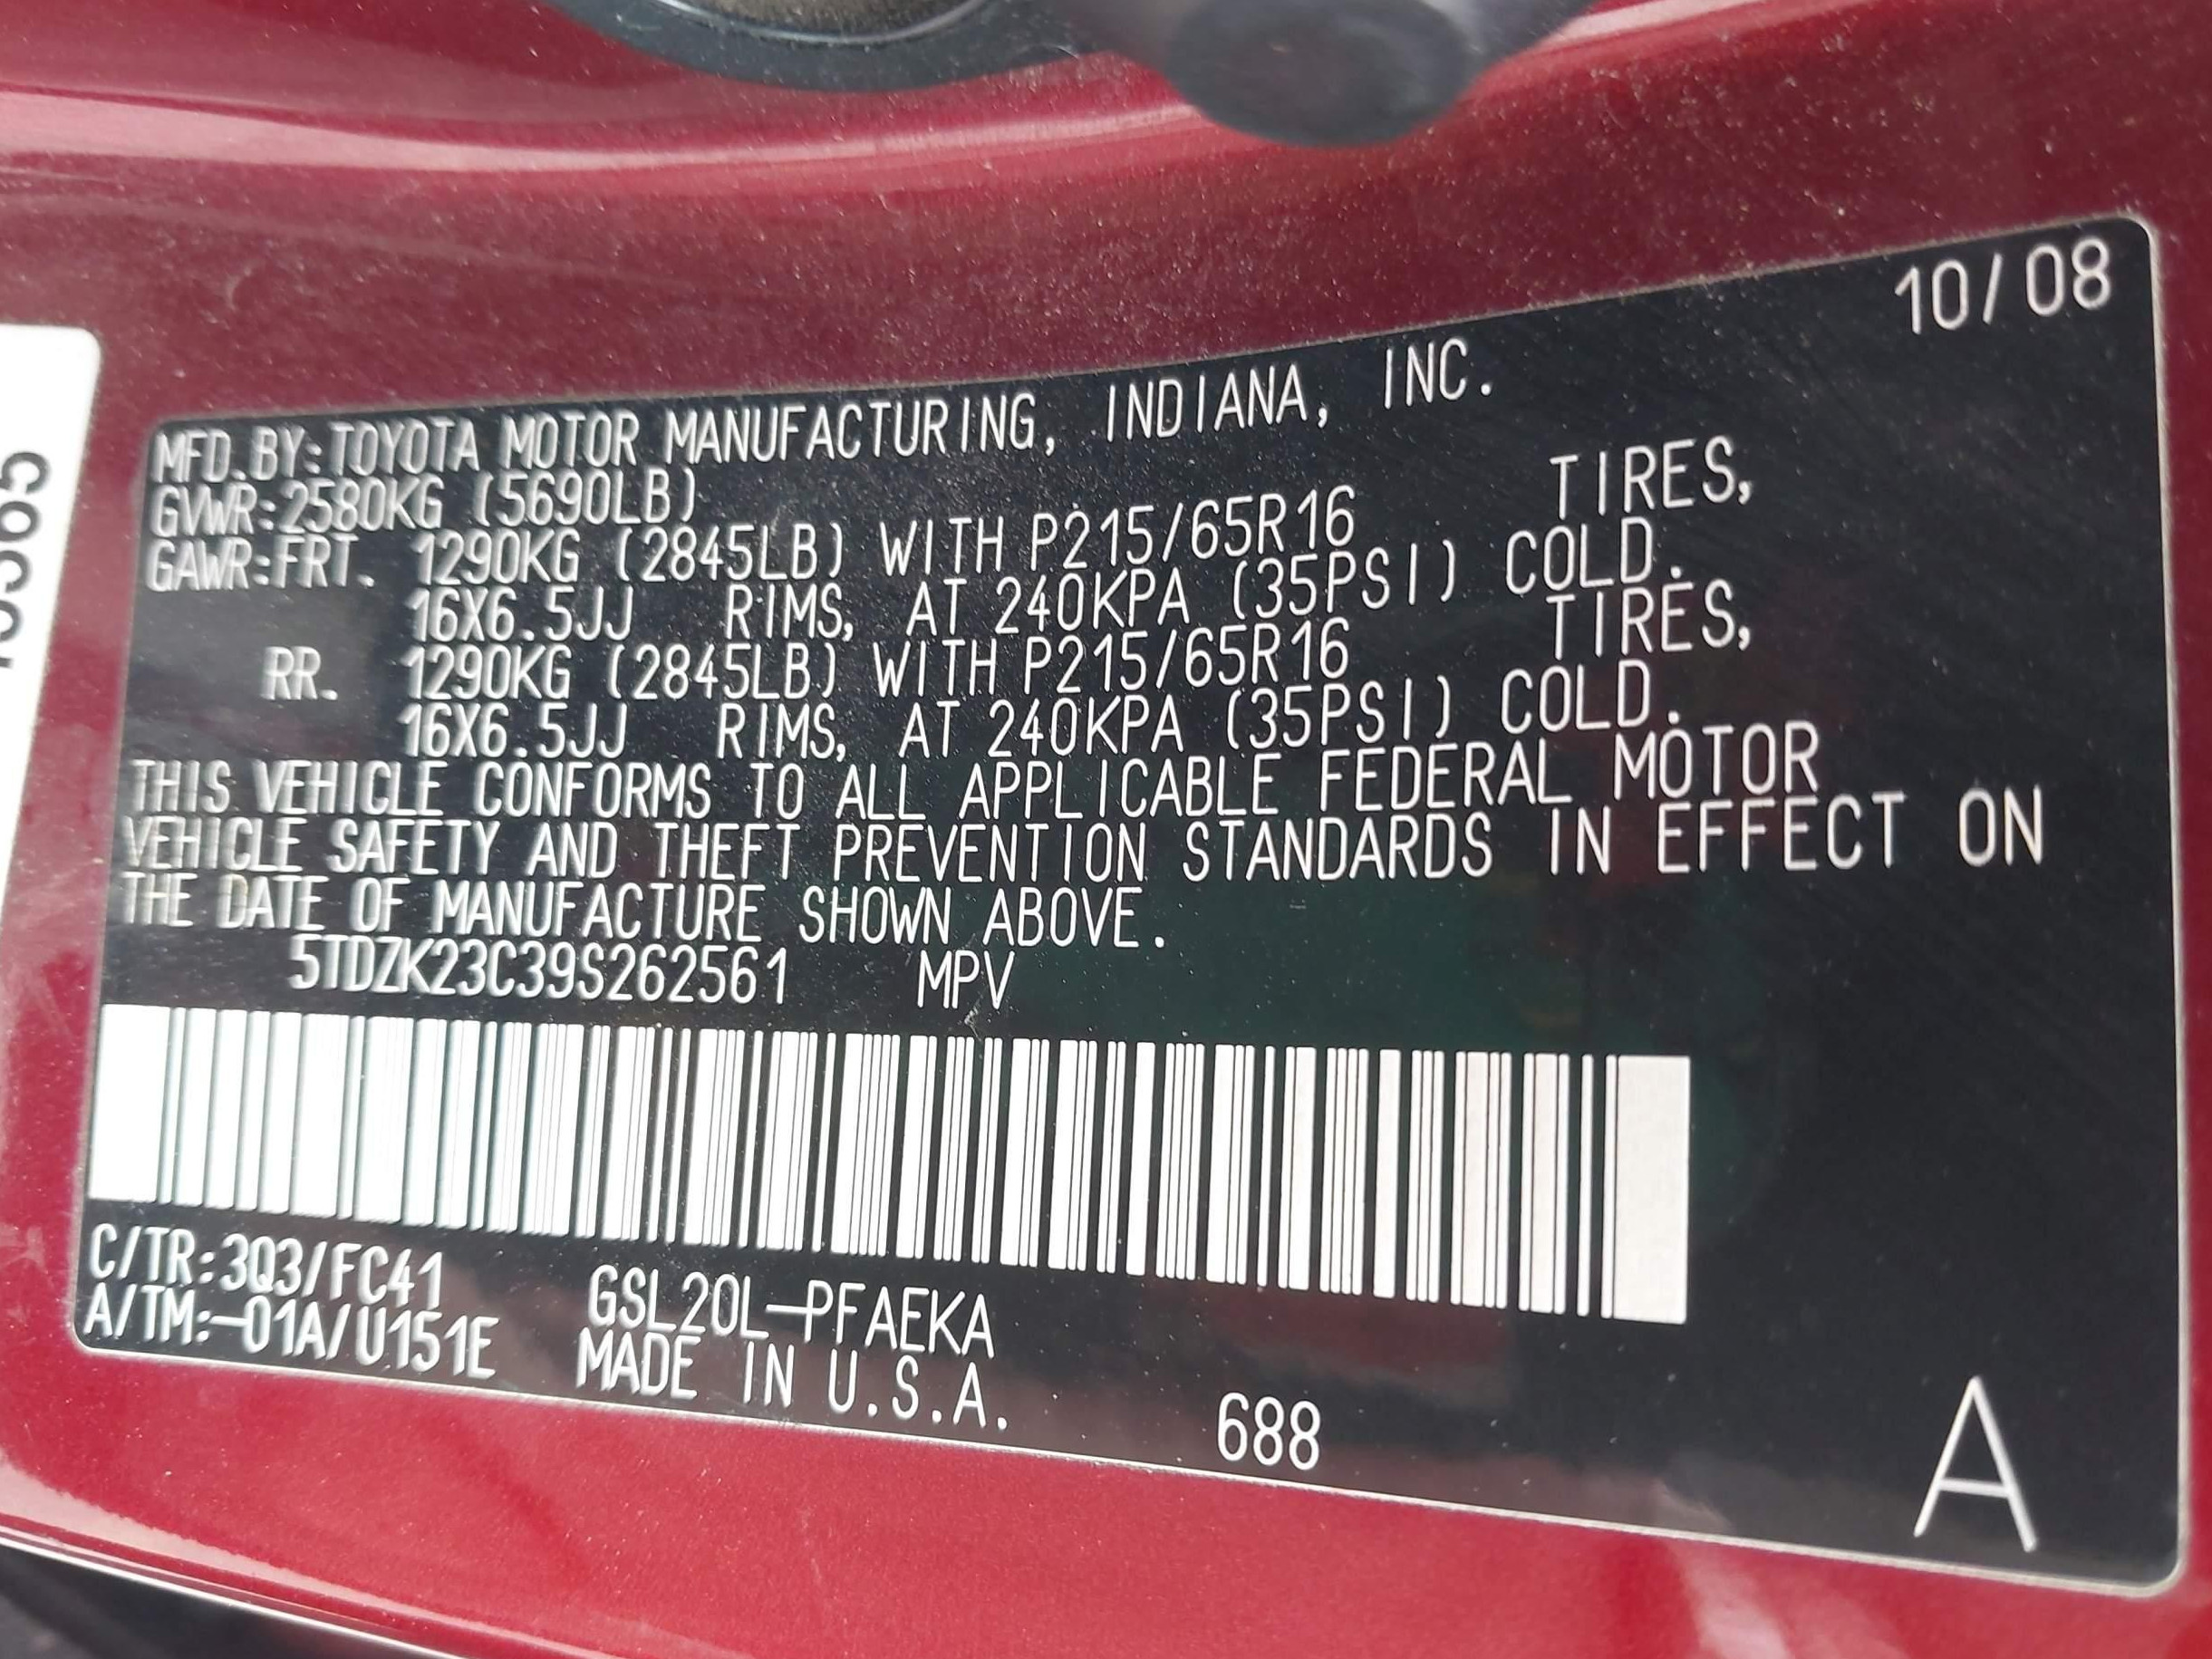 10/08
MFD.BY:TOYOTA MOTOR MANUFACTURING, INDIANA, INC.
GVWR:2580KG (5690LB)
GAWR:FRT. 1290KG (2845LB) WITH P215/65R16 TIRES,
16X6.5JJ RIMS, AT 240KPA (35PSI) COLD.
RR. 1290KG (2845LB) WITH P215/65R16 TIRES,
16X6.5JJ RIMS, AT 240KPA (35PSI) COLD.
THIS VEHICLE CONFORMS TO ALL APPLICABLE FEDERAL MOTOR
VEHICLE SAFETY AND THEFT PREVENTION STANDARDS IN EFFECT ON
THE DATE OF MANUFACTURE SHOWN ABOVE.
5TDZK23C39S262561 MPV
C/TR:3Q3/FC41 GSL20L-PFAEKA
A/TM:-01A/U151E MADE IN U.S.A. 688
A